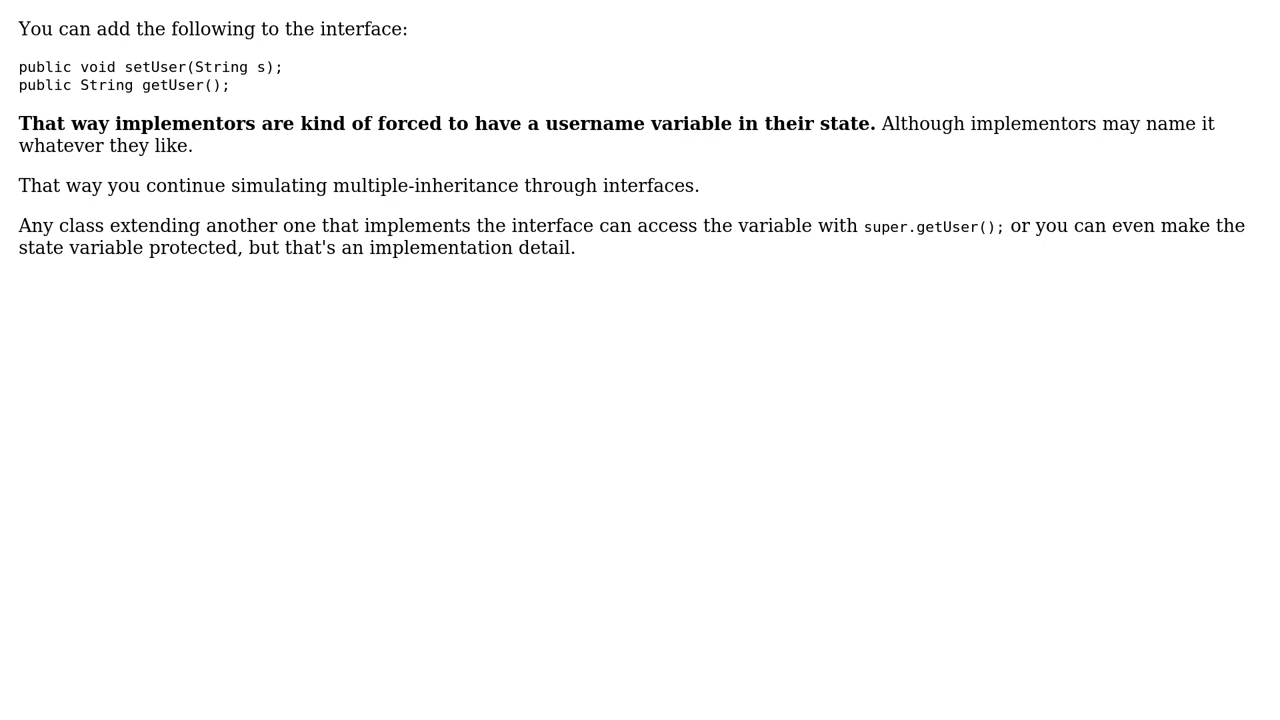 You can add the following to the interface:
public void setUser(String s);
public String getUser();
That way implementors are kind of forced to have a username variable in their state. Although implementors may name it
whatever they like.
That way you continue simulating multiple-inheritance through interfaces.
Any class extending another one that implements the interface can access the variable with super.getUser(); or you can even make the
state variable protected, but that's an implementation detail.